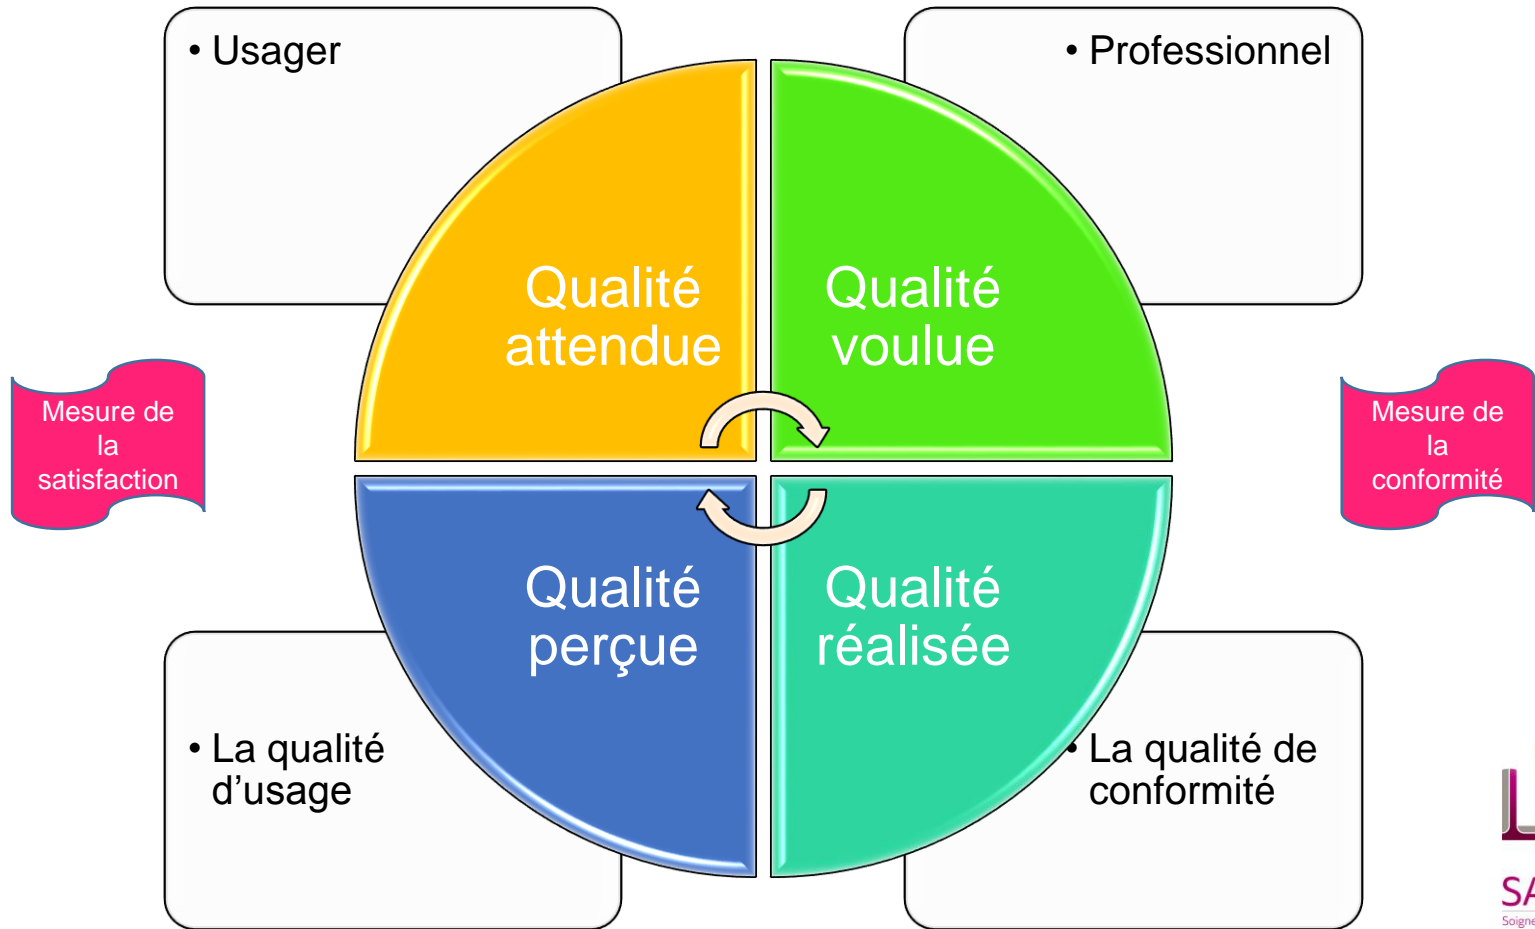 • Usager
• Professionnel
Qualité
attendue
Qualité
voulue
Mesure de
la
satisfaction
Mesure de
la
conformité
Qualité
perçue
Qualité
réalisée
• La qualité
d’usage
• La qualité de
conformité